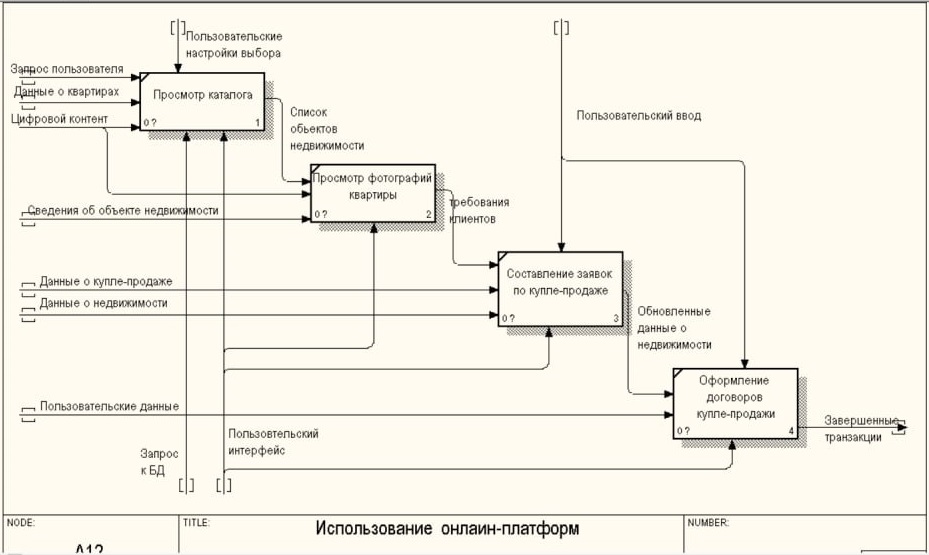 Пользовательские
настройки выбора
Запрос пользователя
Данные о квартирах
Цифровой контент
Просмотр каталога
0 ?
1
Список
объектов
недвижимости
Пользовательский ввод
Просмотр фотографий
квартиры
0 ?
2
Сведения об объекте недвижимости
требования
клиентов
Данные о купле-продаже
Данные о недвижимости
Составление заявок
по купле-продаже
0 ?
3
Обновленные
данные о
недвижимости
Оформление
договоров
купле-продажи
0 ?
4
Пользовательские данные
Завершенные
транзакции
Пользовтельский
интерфейс
Запрос
к БД
NODE:
TITLE:
NUMBER:
Использование онлаин-платформ
A12